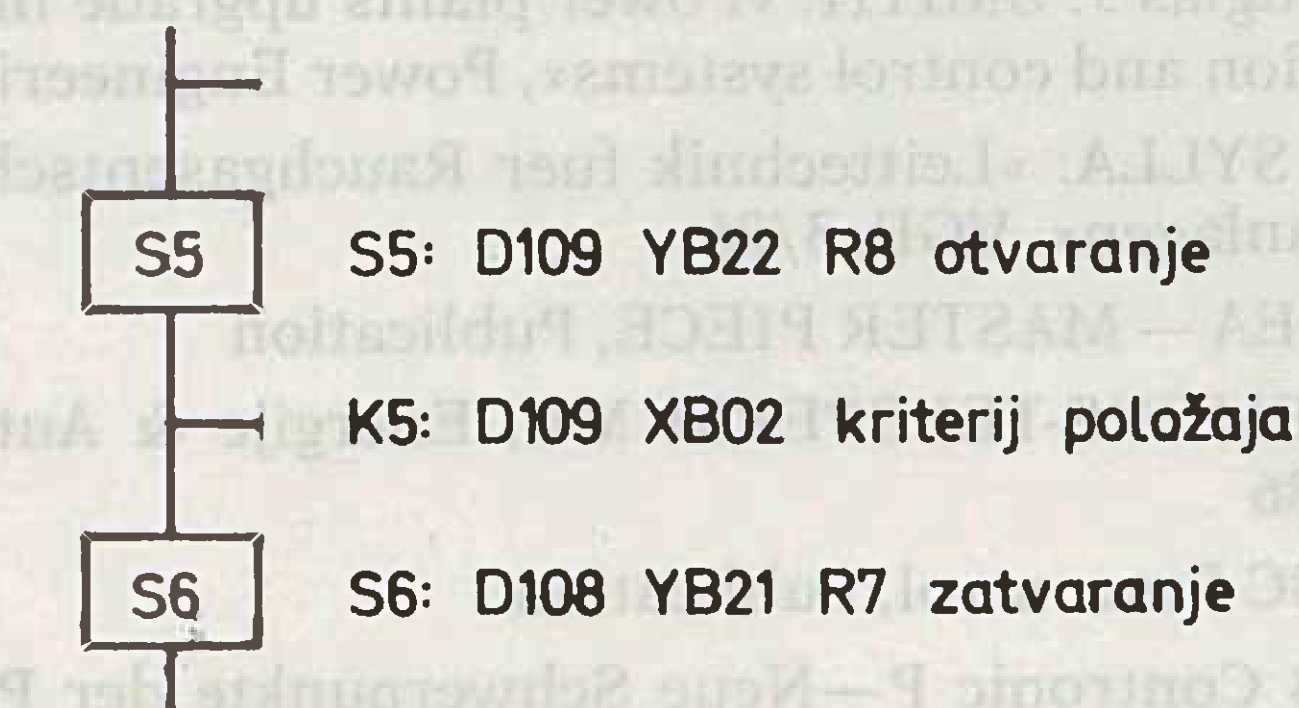 S5 S5: D109 YB22 R8 otvaranje
K5: D109 XB02 kriterij položaja
S6 S6: D108 YB21 R7 zatvaranje